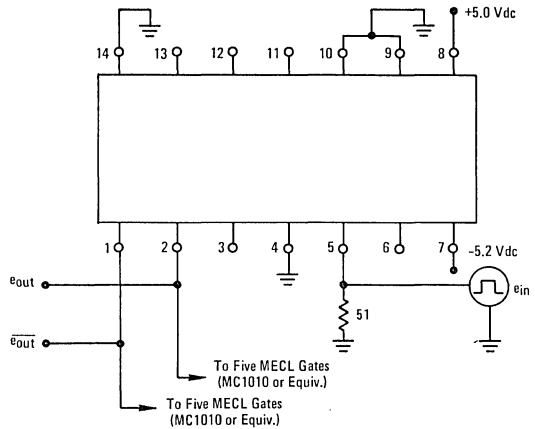 +5.0 Vdc
14 13 12 11 10 9 8
1 2 3 4 5 6 7
-5.2 Vdc
eout
ein
51
eout
To Five MECL Gates
(MC1010 or Equiv.)
To Five MECL Gates
(MC1010 or Equiv.)